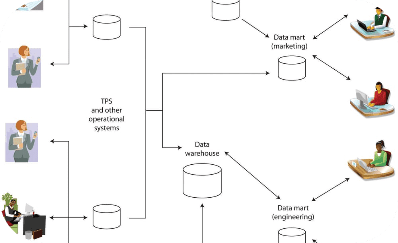 Data mart
(marketing)
TPS
and other
operational
systems
Data
warehouse
Data mart
(engineering)